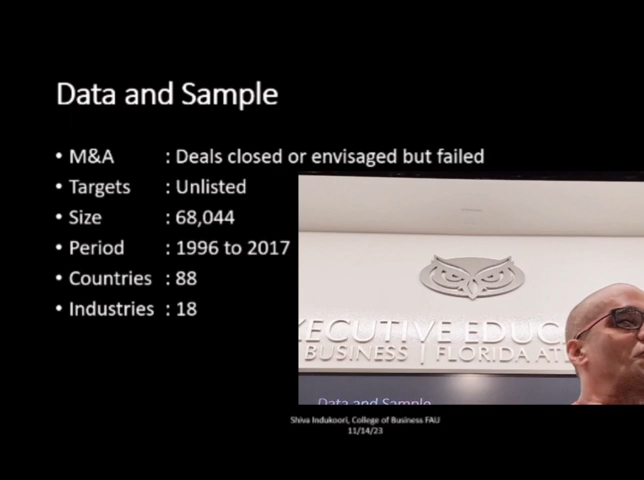 Data and Sample
• M&A : Deals closed or envisaged but failed
• Targets : Unlisted
• Size : 68,044
• Period : 1996 to 2017
• Countries : 88
• Industries : 18
XECUTIVE EDUC
BUSINESS | FLORIDA AT
Data and Sample
Shiva Indukoori, College of Business FAU
11/14/23